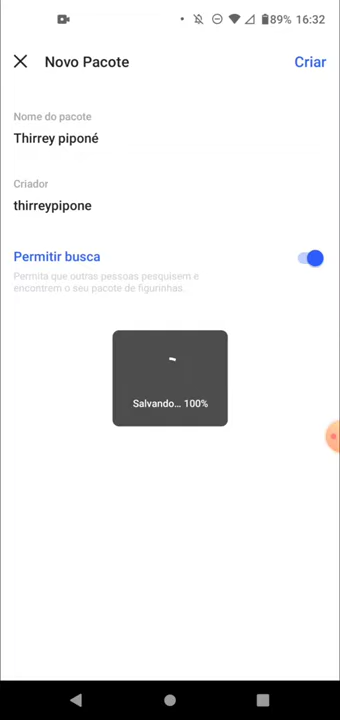 89% 16:32
Novo Pacote
Criar
Nome do pacote
Thirrey piponé
Criador
thirreypipone
Permitir busca
Permita que outras pessoas pesquisem e
encontrem o seu pacote de figurinhas.
Salvando... 100%